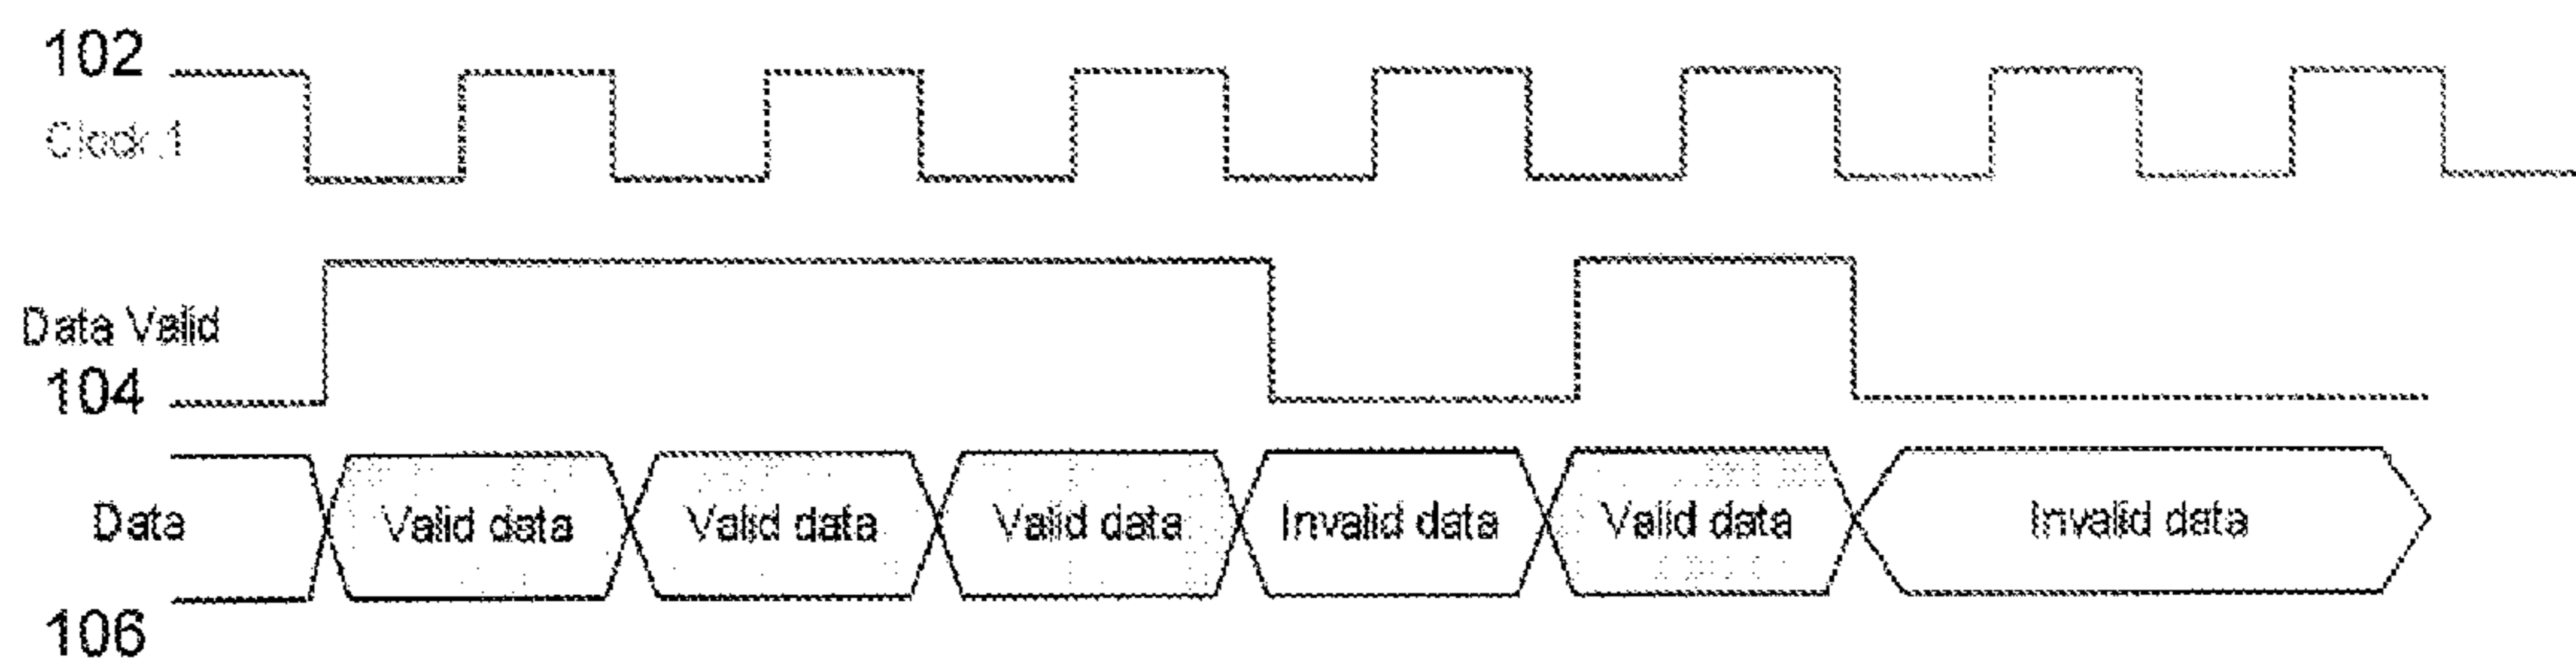 102
Clock 1
Data Valid
104
Data
Valid data
Valid data
Valid data
Invalid data
Valid data
Invalid data
106